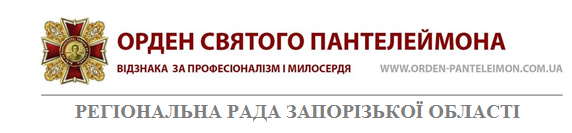 ОРДЕН СВЯТОГО ПАНТЕЛЕЙМОНА
ВІДЗНАКА ЗА ПРОФЕСІОНАЛІЗМ І МИЛОСЕРДЯ WWW.ORDEN-PANTELEIMON.COM.UA
РЕГІОНАЛЬНА РАДА ЗАПОРІЗЬКОЇ ОБЛАСТІ